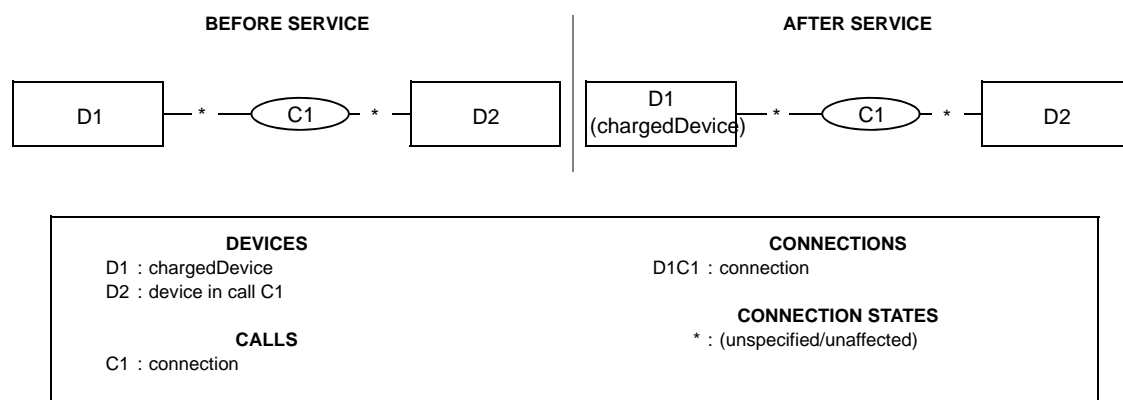 BEFORE SERVICE
AFTER SERVICE
D1 * C1 * D2
D1
(chargedDevice) * C1 * D2
DEVICES
D1 : chargedDevice
D2 : device in call C1
CALLS
C1 : connection
CONNECTIONS
D1C1 : connection
CONNECTION STATES
* : (unspecified/unaffected)